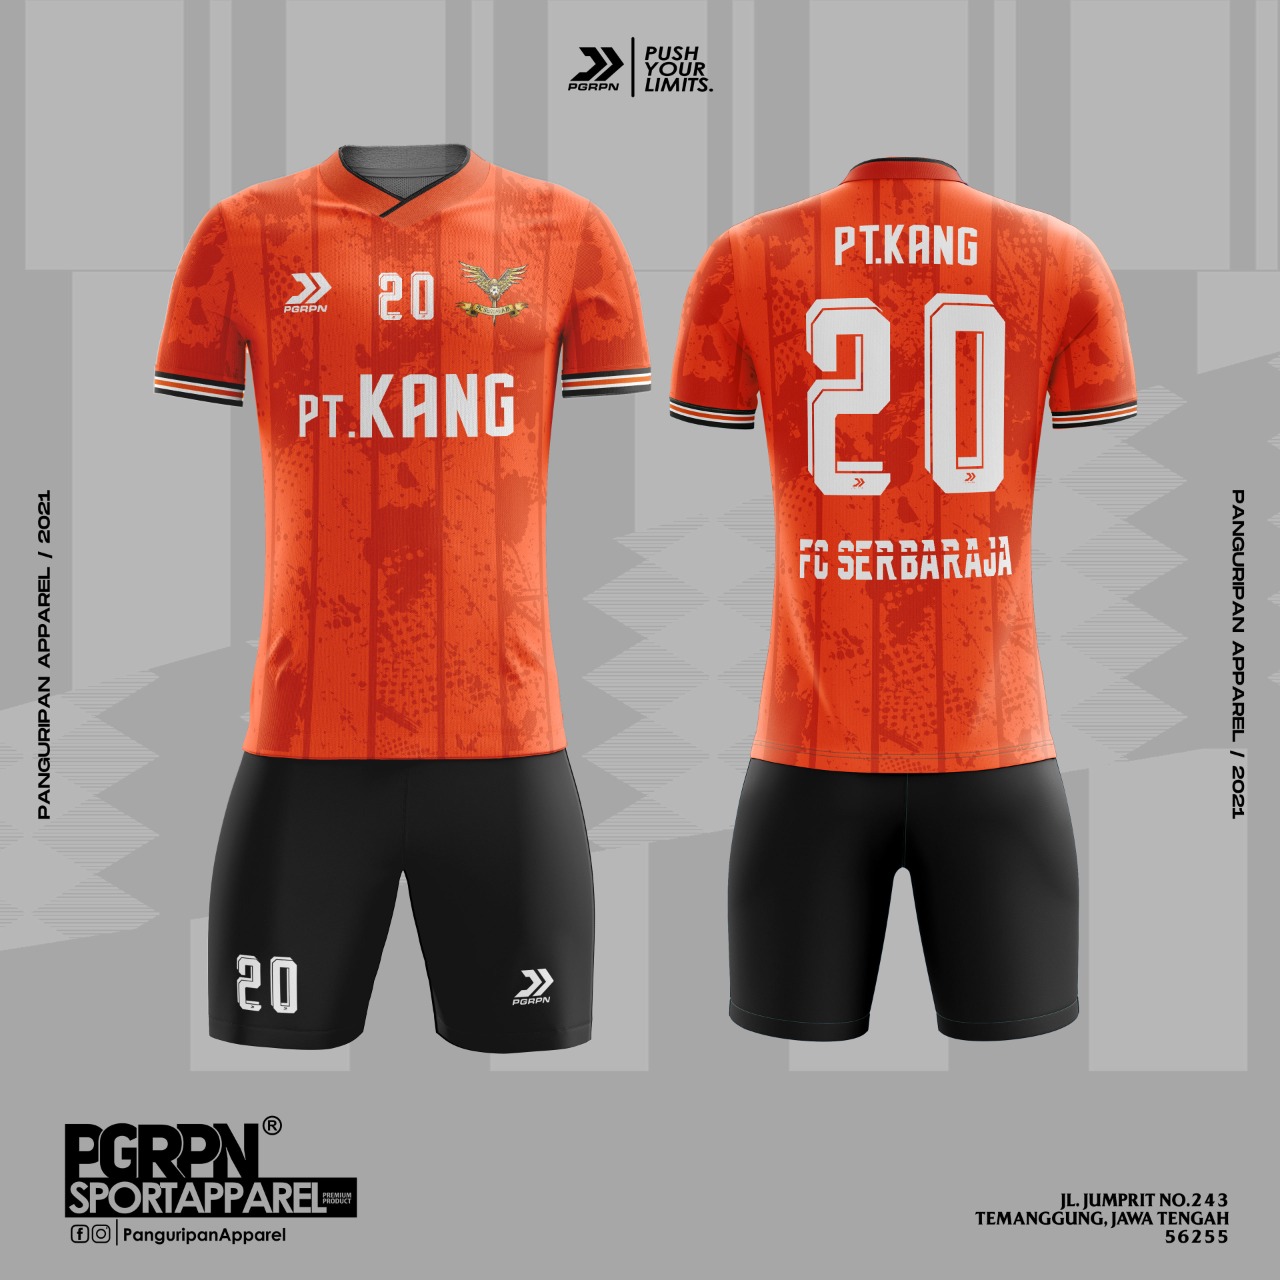 PGRPN
PUSH
YOUR
LIMITS.
PGRPN
20
PT.KANG
20
PGRPN
PT.KANG
20
FC SERBARAJA
PANGURIPAN APPAREL / 2021
PANGURIPAN APPAREL / 2021
PGRPN®
SPORTAPPAREL PREMIUM PRODUCT
PanguripanApparel
JL. JUMPRIT NO.243
TEMANGGUNG, JAWA TENGAH
56255